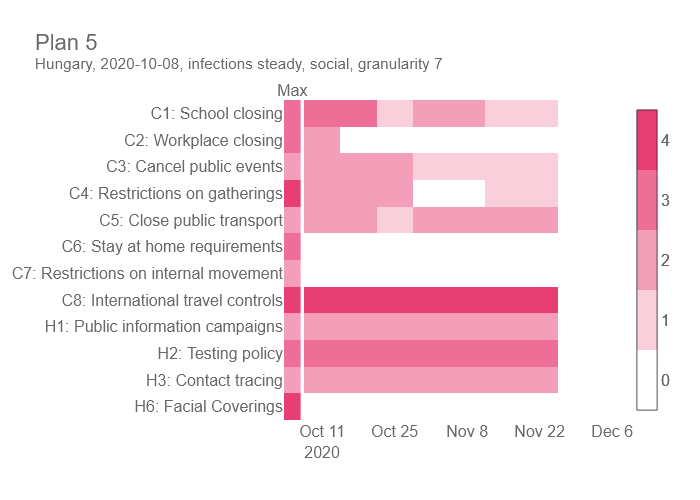 Plan 5
Hungary, 2020-10-08, infections steady, social, granularity 7
Max
C1: School closing
C2: Workplace closing
C3: Cancel public events
C4: Restrictions on gatherings
C5: Close public transport
C6: Stay at home requirements
C7: Restrictions on internal movement
C8: International travel controls
H1: Public information campaigns
H2: Testing policy
H3: Contact tracing
H6: Facial Coverings
Oct 11 Oct 25 Nov 8 Nov 22 Dec 6
2020
4
3
2
1
0